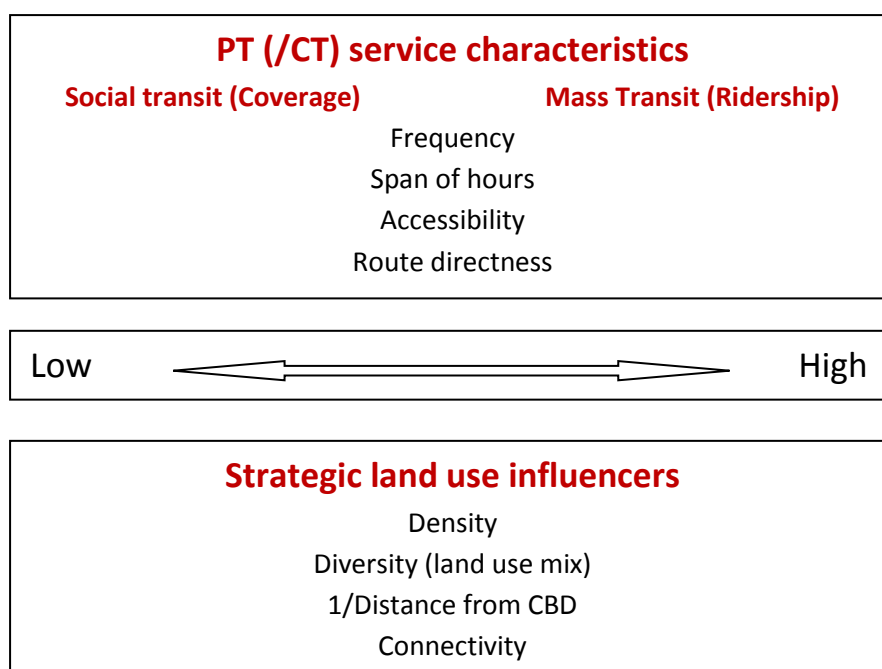 PT (/CT) service characteristics
Social transit (Coverage) Mass Transit (Ridership)
Frequency
Span of hours
Accessibility
Route directness
Low High
Strategic land use influencers
Density
Diversity (land use mix)
1/Distance from CBD
Connectivity